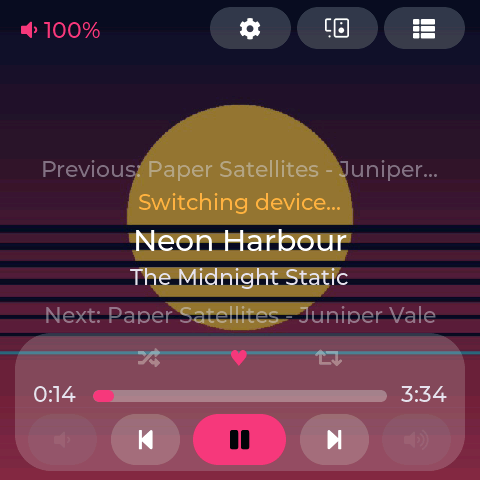 100%
Previous: Paper Satellites - Juniper...
Switching device...
Neon Harbour
The Midnight Static
Next: Paper Satellites - Juniper Vale
0:14
3:34